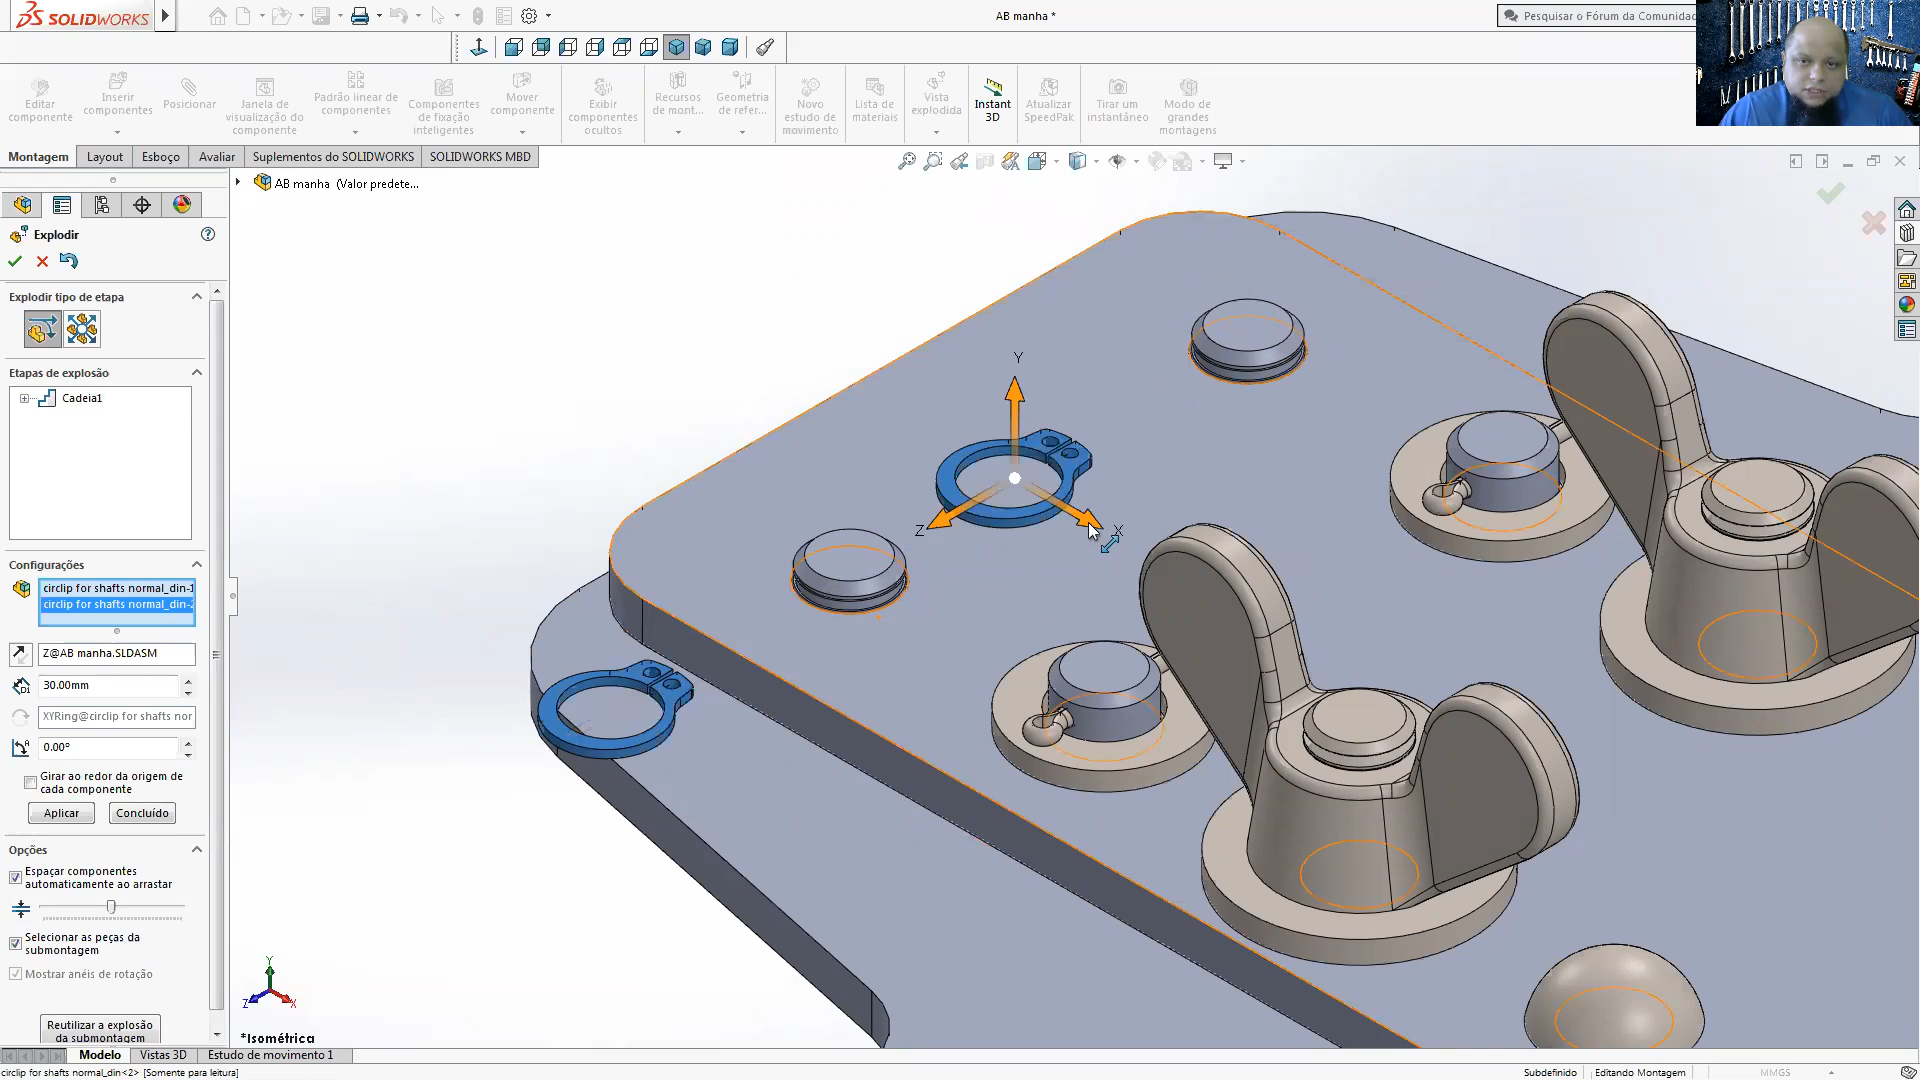 SOLIDWORKS
AB manha *
Pesquisar o Fórum da Comunidad
Editar componente
Inserir componentes
Posicionar
Janela de visualização do componente
Padrão linear de componentes
Componentes de fixação inteligentes
Mover componente
Exibir componentes ocultos
Recursos de mont...
Geometria de refer...
Novo estudo de movimento
Lista de materiais
Vista explodida
Instant 3D
Atualizar SpeedPak
Tirar um instantâneo
Modo de grandes montagens
Montagem
Layout
Esboço
Avaliar
Suplementos do SOLIDWORKS
SOLIDWORKS MBD
AB manha (Valor predete...
Explodir
Explodir tipo de etapa
Etapas de explosão
Cadeia1
Configurações
circlip for shafts normal_din-1
circlip for shafts normal_din-2
Z@AB manha.SLDASM
30.00mm
XYRing@circlip for shafts nor
0.00°
Girar ao redor da origem de
cada componente
Aplicar
Concluído
Opções
Espaçar componentes
automaticamente ao arrastar
Selecionar as peças da
submontagem
Mostrar anéis de rotação
Reutilizar a explosão
da submontagem
Y
Z
X
Y
Z
X
*Isométrica
Modelo
Vistas 3D
Estudo de movimento 1
circlip for shafts normal_din<2> [Somente para leitura]
Subdefinido
Editando Montagem
MMGS